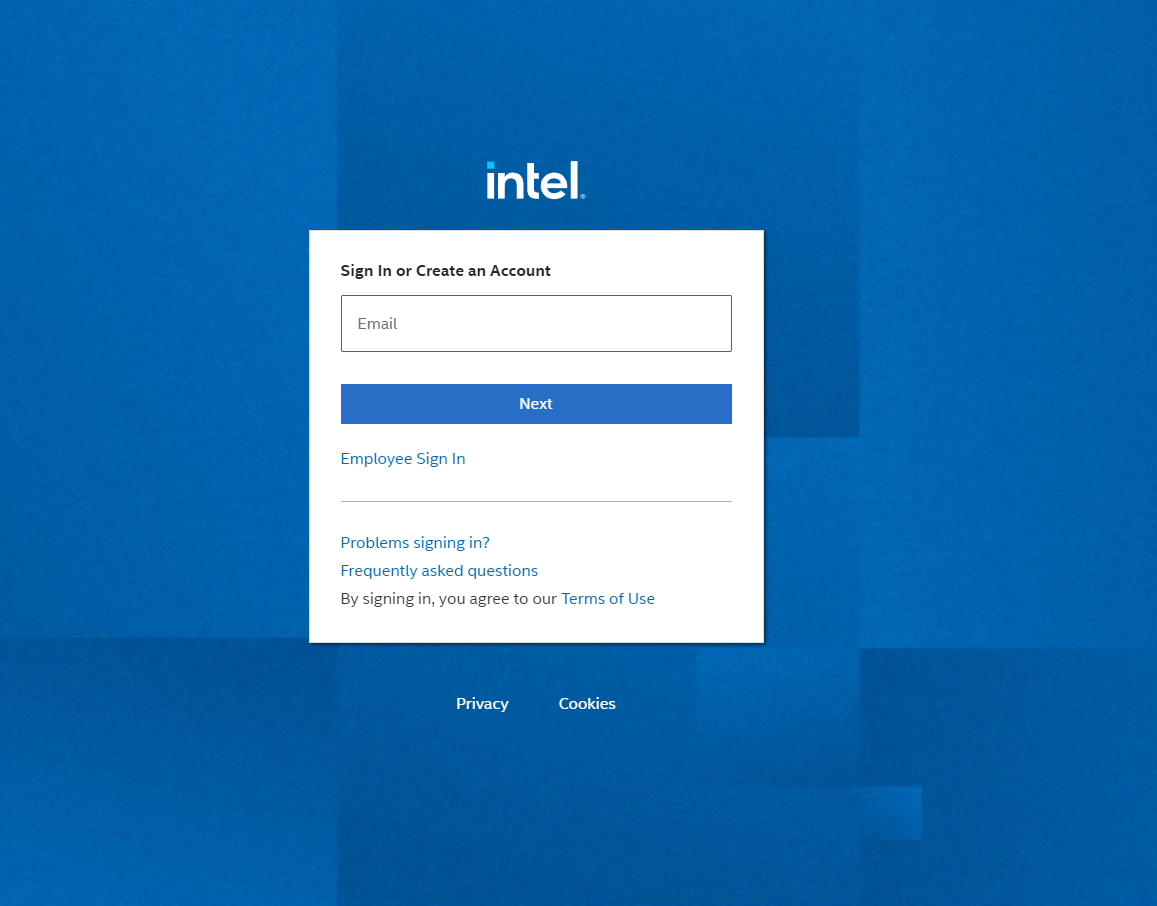 intel®
Sign In or Create an Account
Email
Next
Employee Sign In
Problems signing in?
Frequently asked questions
By signing in, you agree to our Terms of Use
Privacy Cookies